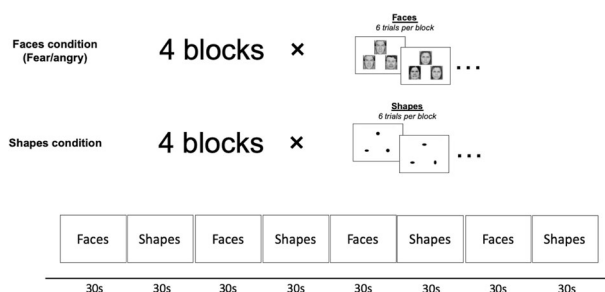 Faces
6 trials per block
Faces condition
(Fear/angry)
4 blocks ×
...
Shapes
6 trials per block
Shapes condition
4 blocks ×
...
Faces Shapes Faces Shapes Faces Shapes Faces Shapes
30s 30s 30s 30s 30s 30s 30s 30s